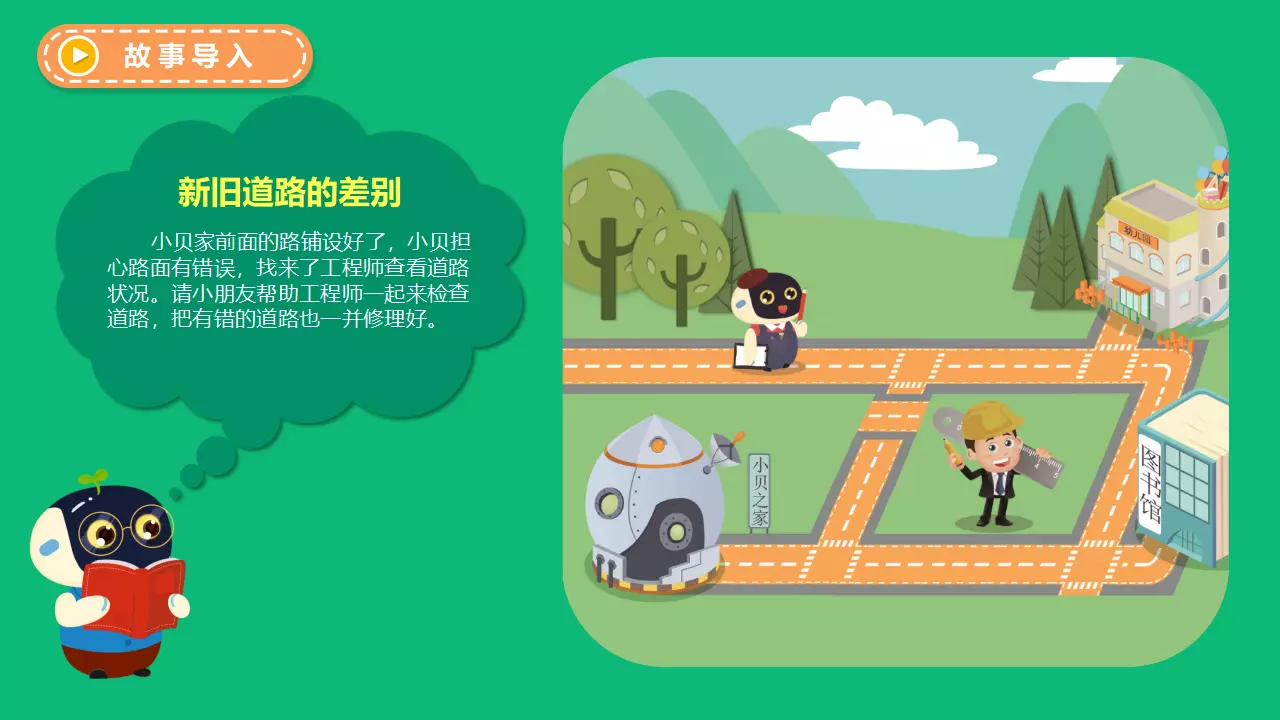 故事导入
新旧道路的差别
小贝家前面的路铺设好了，小贝担
心路面有错误，找来了工程师查看道路
状况。请小朋友帮助工程师一起来检查
道路，把有错的道路也一并修理好。
幼儿园
小贝之家
图书馆